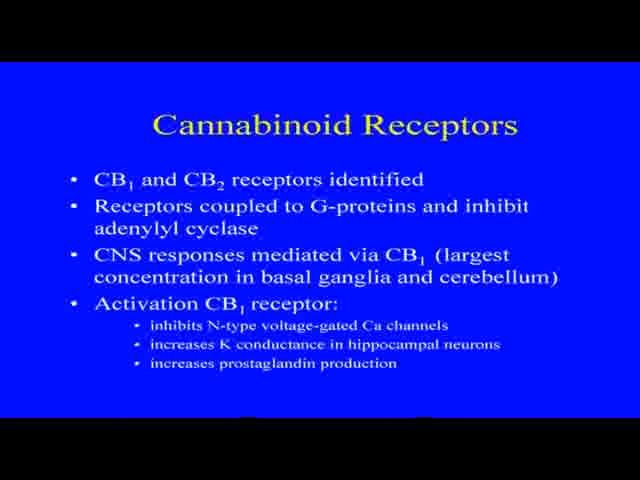 Cannabinoid Receptors
• CB₁ and CB₂ receptors identified
• Receptors coupled to G-proteins and inhibit
adenylyl cyclase
• CNS responses mediated via CB₁ (largest
concentration in basal ganglia and cerebellum)
• Activation CB₁ receptor:
• inhibits N-type voltage-gated Ca channels
• increases K conductance in hippocampal neurons
• increases prostaglandin production